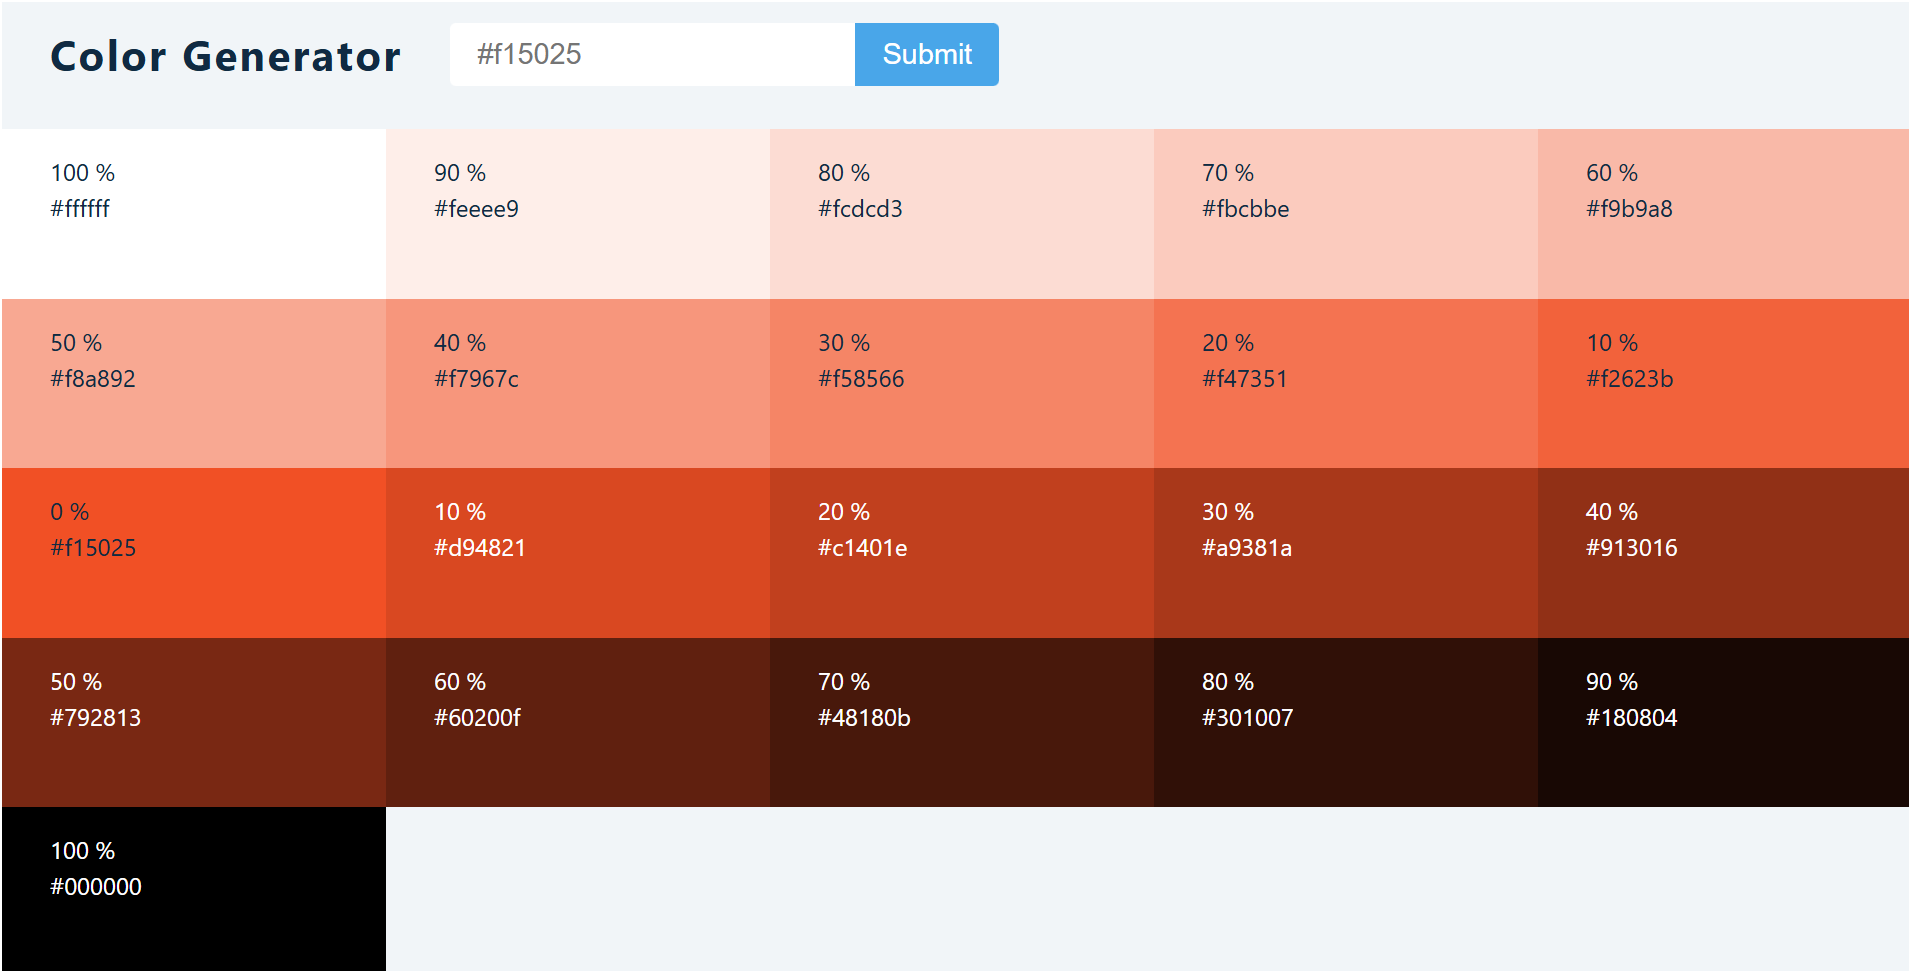 Color Generator
#f15025
Submit
100 %
#ffffff
90 %
#feeee9
80 %
#fcdcd3
70 %
#fbcbbe
60 %
#f9b9a8
50 %
#f8a892
40 %
#f7967c
30 %
#f58566
20 %
#f47351
10 %
#f2623b
0 %
#f15025
10 %
#d94821
20 %
#c1401e
30 %
#a9381a
40 %
#913016
50 %
#792813
60 %
#60200f
70 %
#48180b
80 %
#301007
90 %
#180804
100 %
#000000